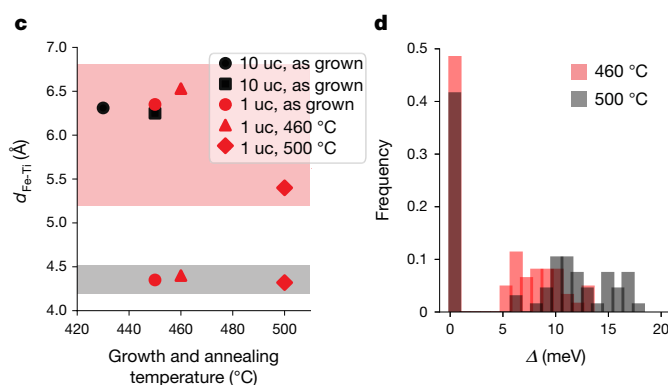 c
7.0
6.5
6.0
5.5
5.0
4.5
4.0
d Fe-Ti (Å)
10 uc, as grown
10 uc, as grown
1 uc, as grown
1 uc, 460 °C
1 uc, 500 °C
420 440 460 480 500
Growth and annealing
temperature (°C)
d
0.5
0.4
0.3
0.2
0.1
0
Frequency
460 °C
500 °C
0 5 10 15 20
Δ (meV)